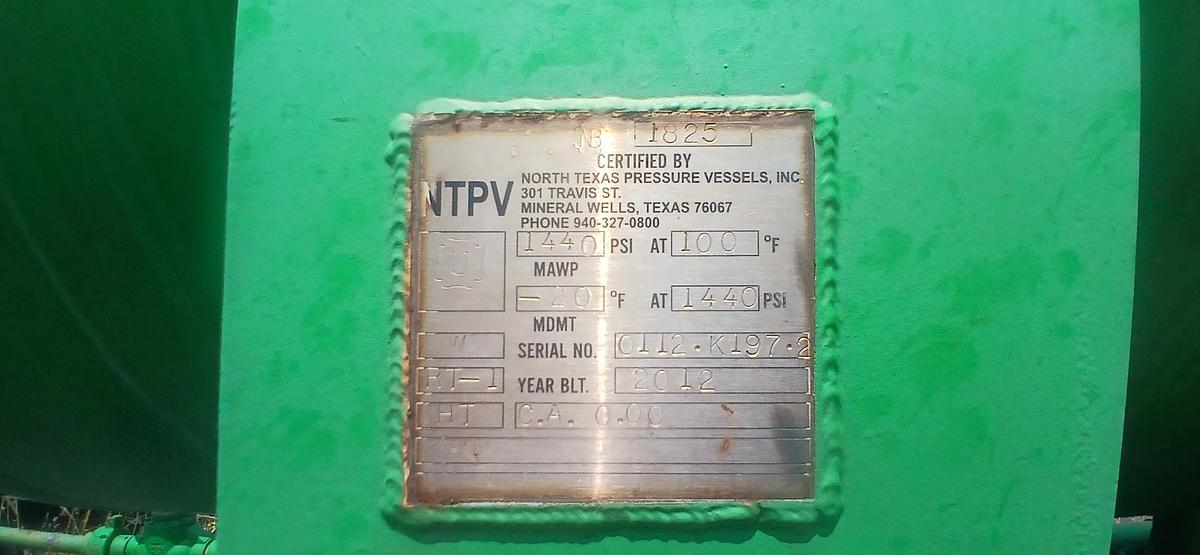 NB 1825
CERTIFIED BY
NTPV
NORTH TEXAS PRESSURE VESSELS, INC.
301 TRAVIS ST.
MINERAL WELLS, TEXAS 76067
PHONE 940-327-0800
U
1440 PSI AT 100 °F
MAWP
-20 °F AT 1440 PSI
MDMT
W SERIAL NO. 0112.K197.2
RT-1 YEAR BLT. 2012
HT C.A. 0.00